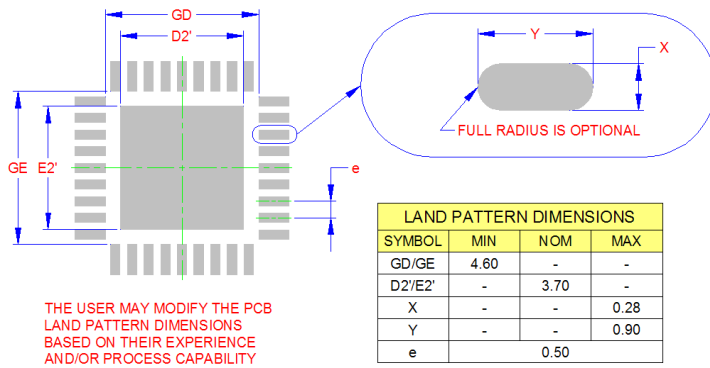 GD
D2'
Y
X
FULL RADIUS IS OPTIONAL
GE
E2'
e
THE USER MAY MODIFY THE PCB
LAND PATTERN DIMENSIONS
BASED ON THEIR EXPERIENCE
AND/OR PROCESS CAPABILITY
LAND PATTERN DIMENSIONS
SYMBOL MIN NOM MAX
GD/GE 4.60 - -
D2'/E2' - 3.70 -
X - - 0.28
Y - - 0.90
e 0.50